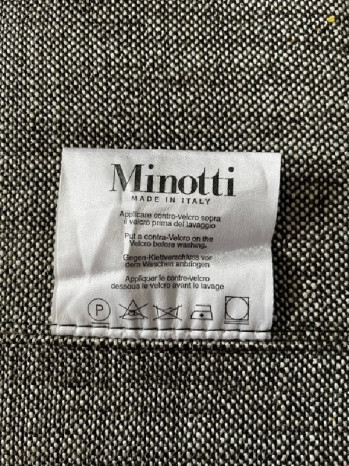 Minotti
MADE IN ITALY
Applicare contro-velcro sopra
il velcro prima del lavaggio
Put a contra-Velcro on the
Velcro before washing.
Gegen-Klettverschluss vor
dem Waschen anbringen
Appliquer le contre-velcro
dessous le velcro avant le lavage
P